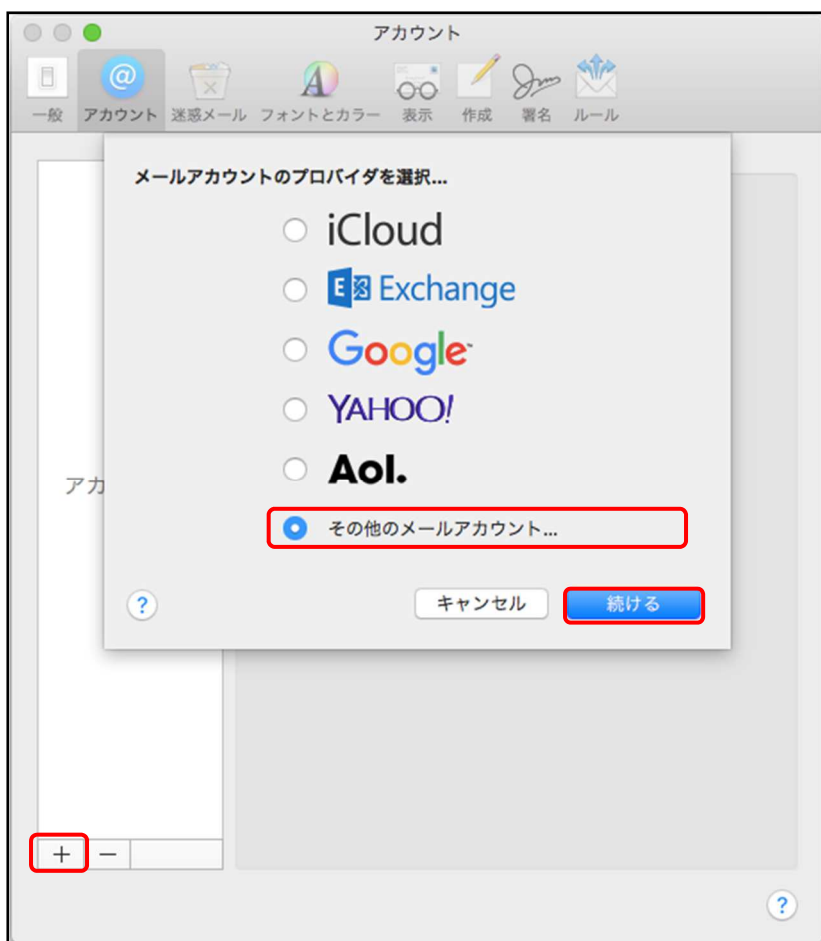 アカウント
一般 アカウント 迷惑メール フォントとカラー 表示 作成 署名 ルール
メールアカウントのプロバイダを選択...
iCloud
Exchange
Google
YAHOO!
Aol.
アカ
その他のメールアカウント...
? キャンセル 続ける
+ −
?